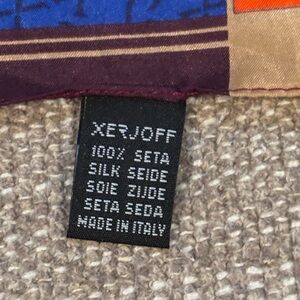 XERJOFF
100% SETA
SILK SEIDE
SOIE ZIJDE
SETA SEDA
MADE IN ITALY